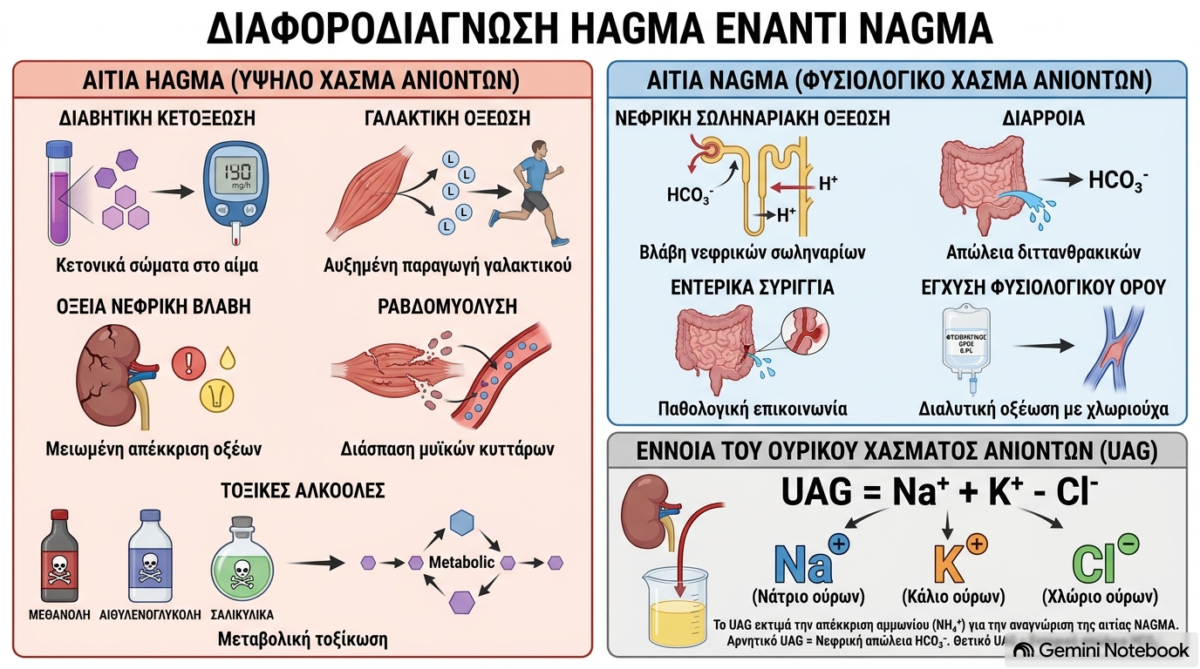 ΔΙΑΦΟΡΟΔΙΑΓΝΩΣΗ HAGMA ΕΝΑΝΤΙ NAGMA
ΑΙΤΙΑ HAGMA (ΥΨΗΛΟ ΧΑΣΜΑ ΑΝΙΟΝΤΩΝ)
ΔΙΑΒΗΤΙΚΗ ΚΕΤΟΞΕΩΣΗ
190
mg/h
Κετονικά σώματα στο αίμα
ΓΑΛΑΚΤΙΚΗ ΟΞΕΩΣΗ
L
L
L
L
L
Αυξημένη παραγωγή γαλακτικού
ΟΞΕΙΑ ΝΕΦΡΙΚΗ ΒΛΑΒΗ
!
Μειωμένη απέκκριση οξέων
ΡΑΒΔΟΜΥΟΛΥΣΗ
Διάσπαση μυϊκών κυττάρων
ΤΟΞΙΚΕΣ ΑΛΚΟΟΛΕΣ
ΜΕΘΑΝΟΛΗ
ΑΙΘΥΛΕΝΟΓΛΥΚΟΛΗ
ΣΑΛΙΚΥΛΙΚΑ
Metabolic
Μεταβολική τοξίκωση
ΑΙΤΙΑ NAGMA (ΦΥΣΙΟΛΟΓΙΚΟ ΧΑΣΜΑ ΑΝΙΟΝΤΩΝ)
ΝΕΦΡΙΚΗ ΣΩΛΗΝΑΡΙΑΚΗ ΟΞΕΩΣΗ
HCO₃⁻
H⁺
H⁺
Βλάβη νεφρικών σωληναρίων
ΔΙΑΡΡΟΙΑ
HCO₃⁻
Απώλεια διττανθρακικών
ΕΝΤΕΡΙΚΑ ΣΥΡΙΓΓΙΑ
Παθολογική επικοινωνία
ΕΓΧΥΣΗ ΦΥΣΙΟΛΟΓΙΚΟΥ ΟΡΟΥ
Διαλυτική οξέωση με χλωριούχα
ΕΝΝΟΙΑ ΤΟΥ ΟΥΡΙΚΟΥ ΧΑΣΜΑΤΟΣ ΑΝΙΟΝΤΩΝ (UAG)
UAG = Na⁺ + K⁺ - Cl⁻
Na⁺
(Νάτριο ούρων)
K⁺
(Κάλιο ούρων)
Cl⁻
(Χλώριο ούρων)
Το UAG εκτιμά την απέκκριση αμμωνίου (NH₄⁺) για την αναγνώριση της αιτίας NAGMA.
Αρνητικό UAG = Νεφρική απώλεια HCO₃⁻. Θετικό
Gemini Notebook